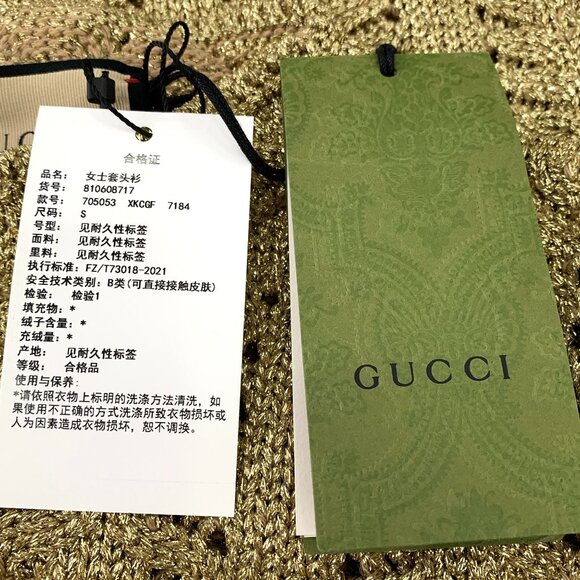 合格证
品名： 女士套头衫
货号： 810608717
款号： 705053 XKCGF 7184
尺码： S
号型： 见耐久性标签
面料： 见耐久性标签
里料： 见耐久性标签
执行标准：FZ/T73018-2021
安全技术类别：B类(可直接接触皮肤)
检验： 检验1
填充物：*
绒子含量：*
充绒量：*
产地： 见耐久性标签
等级： 合格品
使用与保养：
*请依照衣物上标明的洗涤方法清洗，如
果使用不正确的方式洗涤所致衣物损坏或
人为因素造成衣物损坏，恕不调换。
GUCCI